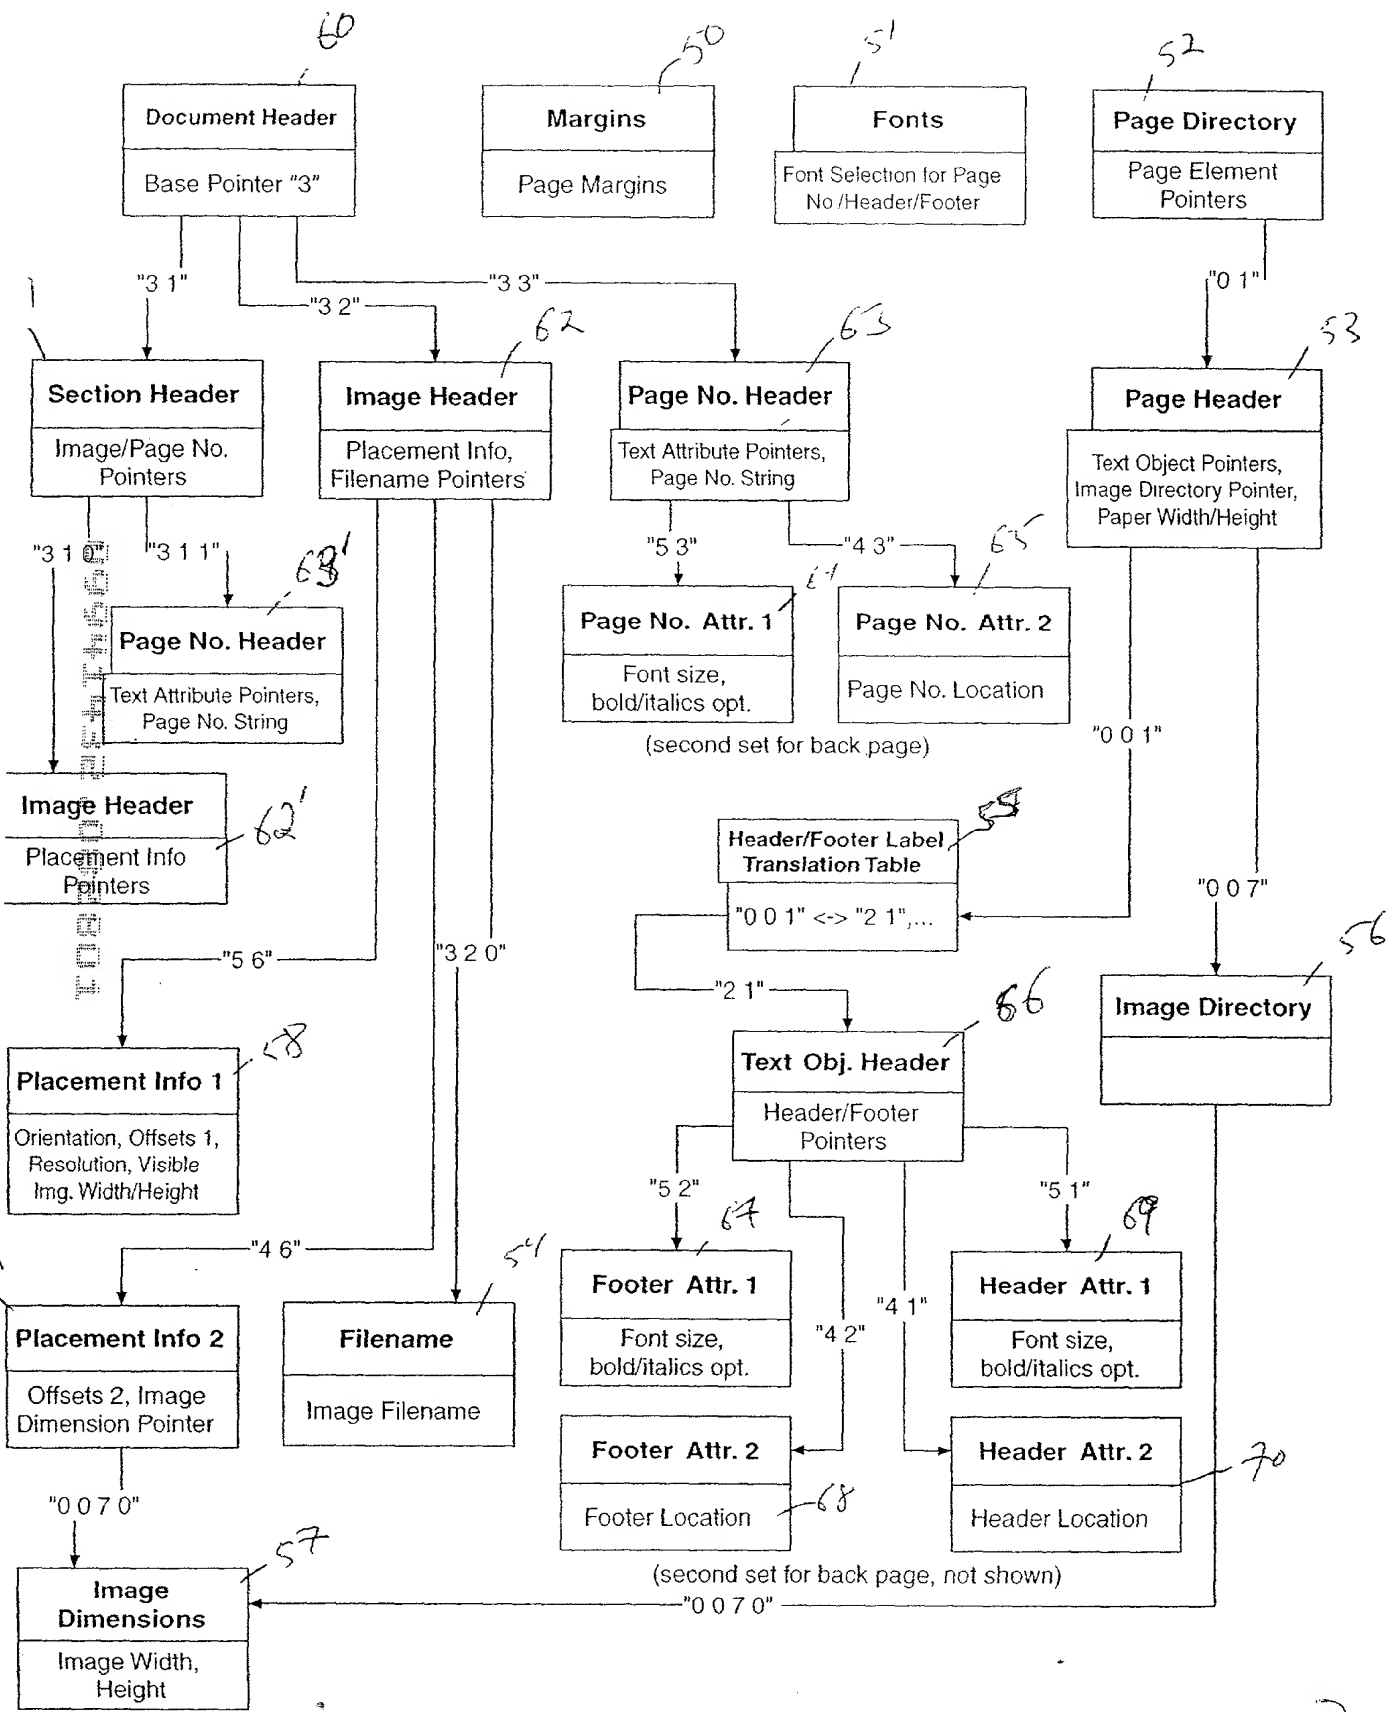 60
50
51
52
Document Header
Base Pointer "3"
Margins
Page Margins
Fonts
Font Selection for Page
No./Header/Footer
Page Directory
Page Element
Pointers
"3 1"
"3 2"
"3 3"
"0 1"
62
63
53
Section Header
Image/Page No.
Pointers
Image Header
Placement Info,
Filename Pointers
Page No. Header
Text Attribute Pointers,
Page No. String
Page Header
Text Object Pointers,
Image Directory Pointer,
Paper Width/Height
"3 1 0"
"3 1 1"
"5 3"
"4 3"
63'
65
Page No. Header
Text Attribute Pointers,
Page No. String
Page No. Attr. 1
Font size,
bold/italics opt.
Page No. Attr. 2
Page No. Location
(second set for back page)
"0 0 1"
Image Header
Placement Info
Pointers
62'
Header/Footer Label
Translation Table
"0 0 1" <-> "2 1",...
55
"0 0 7"
"5 6"
"3 2 0"
"2 1"
56
58
66
Image Directory
Placement Info 1
Orientation, Offsets 1,
Resolution, Visible
Img. Width/Height
Text Obj. Header
Header/Footer
Pointers
"5 2"
"5 1"
67
69
"4 6"
54
Footer Attr. 1
Font size,
bold/italics opt.
"4 2"
"4 1"
Header Attr. 1
Font size,
bold/italics opt.
Placement Info 2
Offsets 2, Image
Dimension Pointer
Filename
Image Filename
Footer Attr. 2
Footer Location
68
Header Attr. 2
Header Location
70
"0 0 7 0"
57
(second set for back page, not shown)
"0 0 7 0"
Image
Dimensions
Image Width,
Height